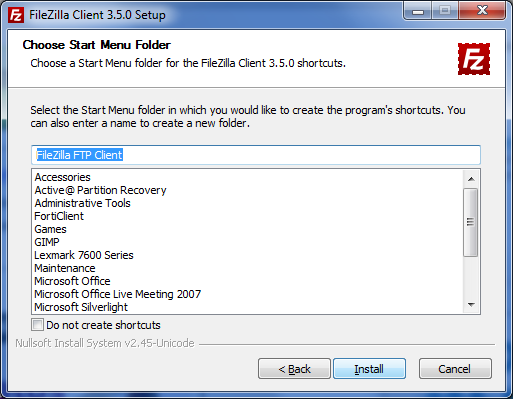 FileZilla Client 3.5.0 Setup
Choose Start Menu Folder
Choose a Start Menu folder for the FileZilla Client 3.5.0 shortcuts.
Fz
Select the Start Menu folder in which you would like to create the program's shortcuts. You
can also enter a name to create a new folder.
FileZilla FTP Client
Accessories
Active@ Partition Recovery
Administrative Tools
FortiClient
Games
GIMP
Lexmark 7600 Series
Maintenance
Microsoft Office
Microsoft Office Live Meeting 2007
Microsoft Silverlight
Do not create shortcuts
Nullsoft Install System v2.45-Unicode
< Back
Install
Cancel